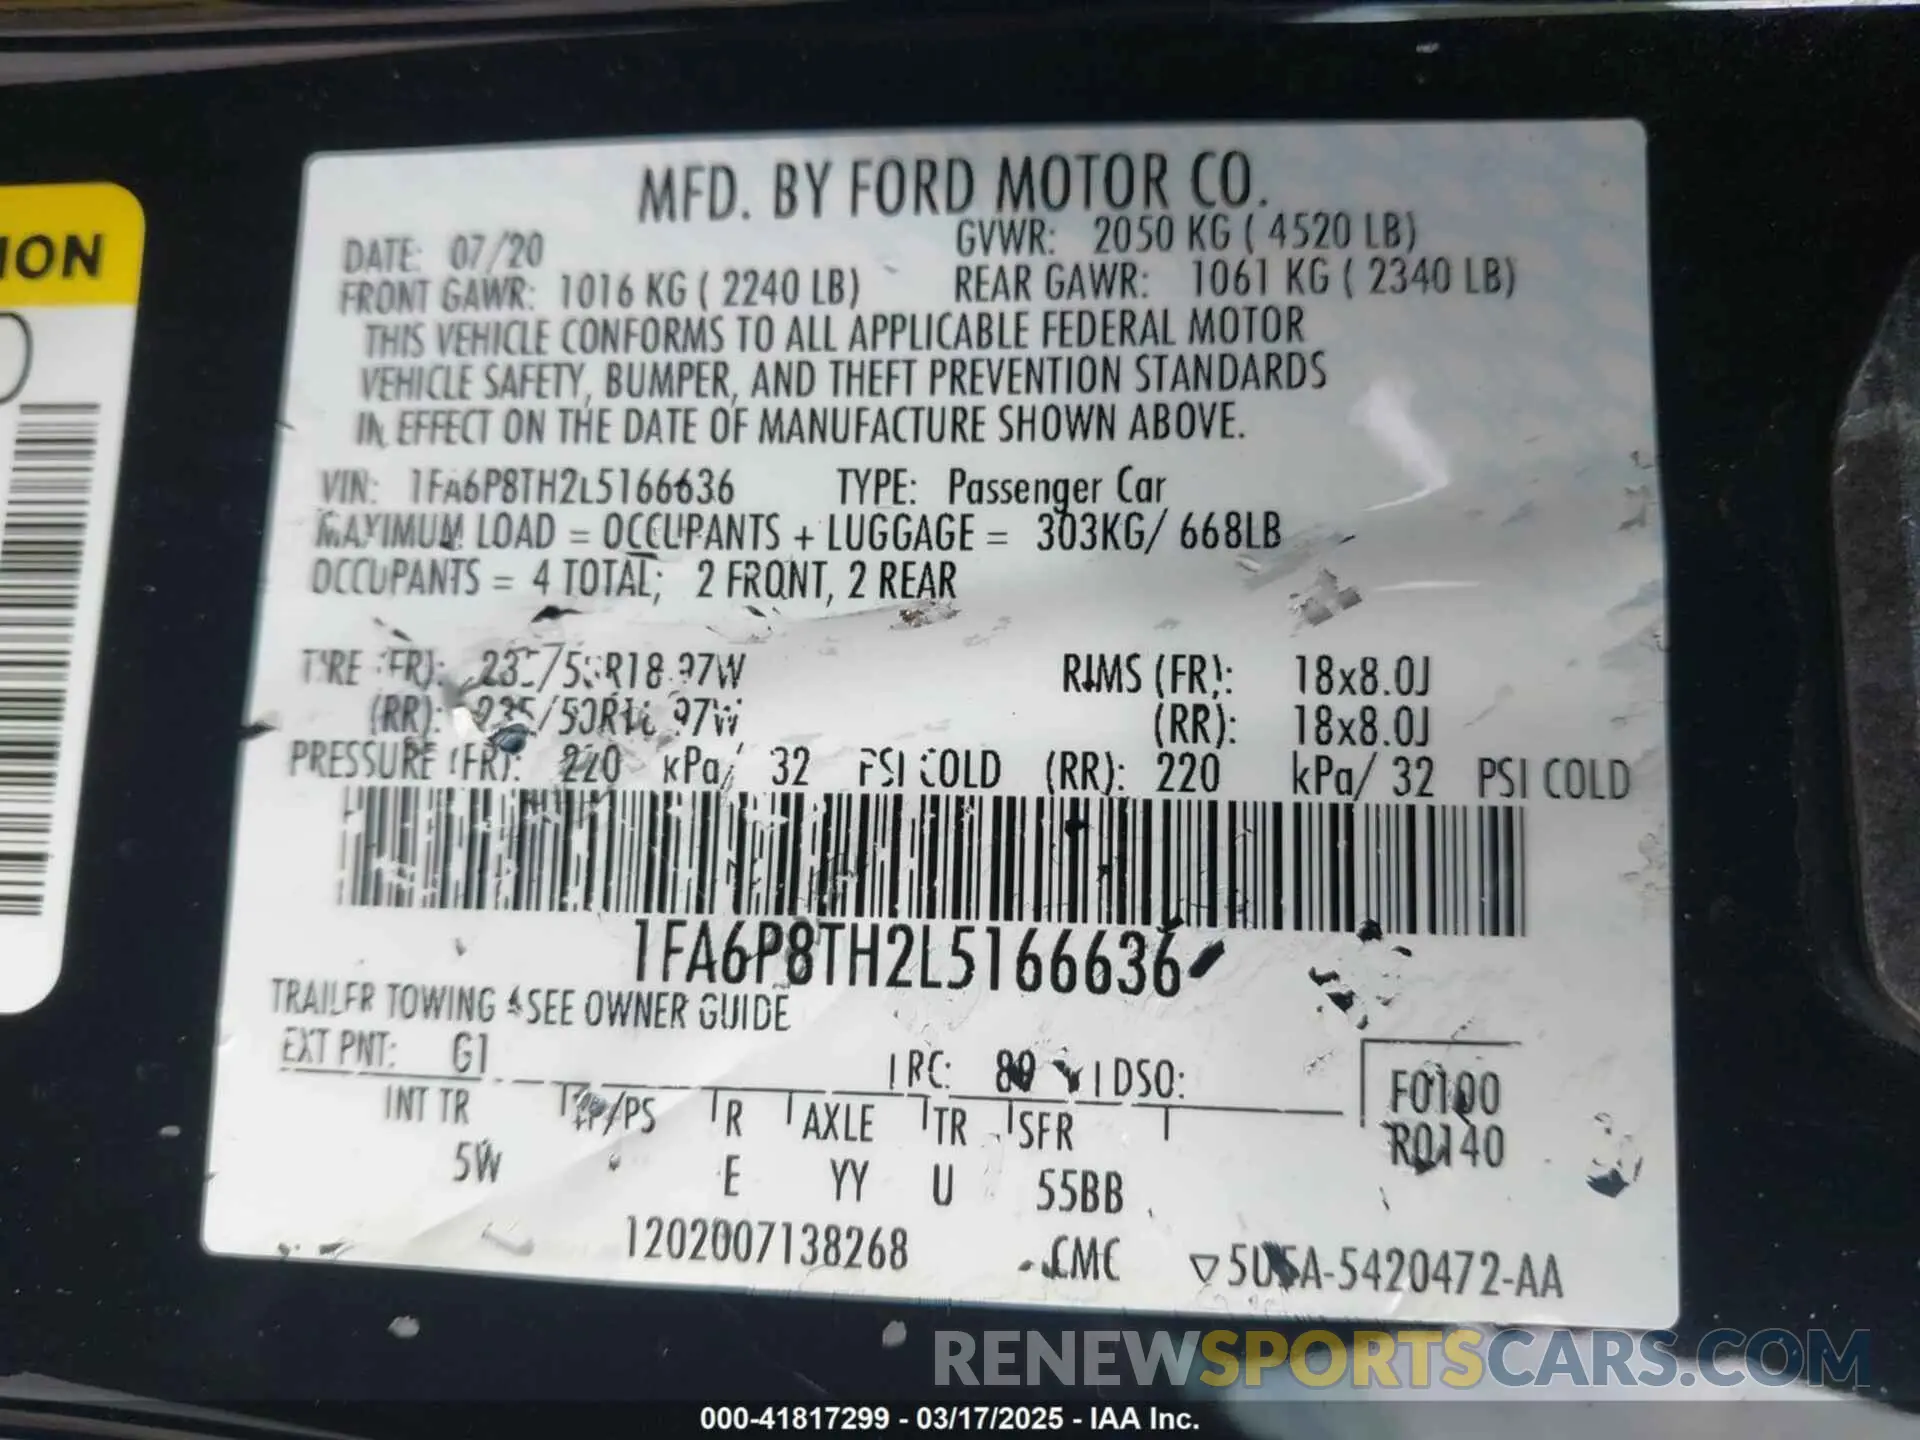 MFD. BY FORD MOTOR CO.
DATE: 07/20 GVWR: 2050 KG ( 4520 LB)
FRONT GAWR: 1016 KG ( 2240 LB) REAR GAWR: 1061 KG ( 2340 LB)
THIS VEHICLE CONFORMS TO ALL APPLICABLE FEDERAL MOTOR
VEHICLE SAFETY, BUMPER, AND THEFT PREVENTION STANDARDS
IN EFFECT ON THE DATE OF MANUFACTURE SHOWN ABOVE.
VIN: 1FA6P8TH2L5166636 TYPE: Passenger Car
MAXIMUM LOAD = OCCUPANTS + LUGGAGE = 303KG/ 668LB
OCCUPANTS = 4 TOTAL; 2 FRONT, 2 REAR
TIRE (FR): 97W RIMS (FR): 18x8.0J
(RR): 97W (RR): 18x8.0J
PRESSURE (FR): 220 kPa/ 32 PSI COLD (RR): 220 kPa/ 32 PSI COLD
1FA6P8TH2L5166636
TRAILER TOWING - SEE OWNER GUIDE
EXT PNT: G1 RC: DSO:
INT TR TP/PS R AXLE TR SFR
F0100
R0140
5W E YY U 55BB
1202007138268 CMC 5U5A-5420472-AA
ION
RENEWSPORTSCARS.COM
000-41817299 - 03/17/2025 - IAA Inc.